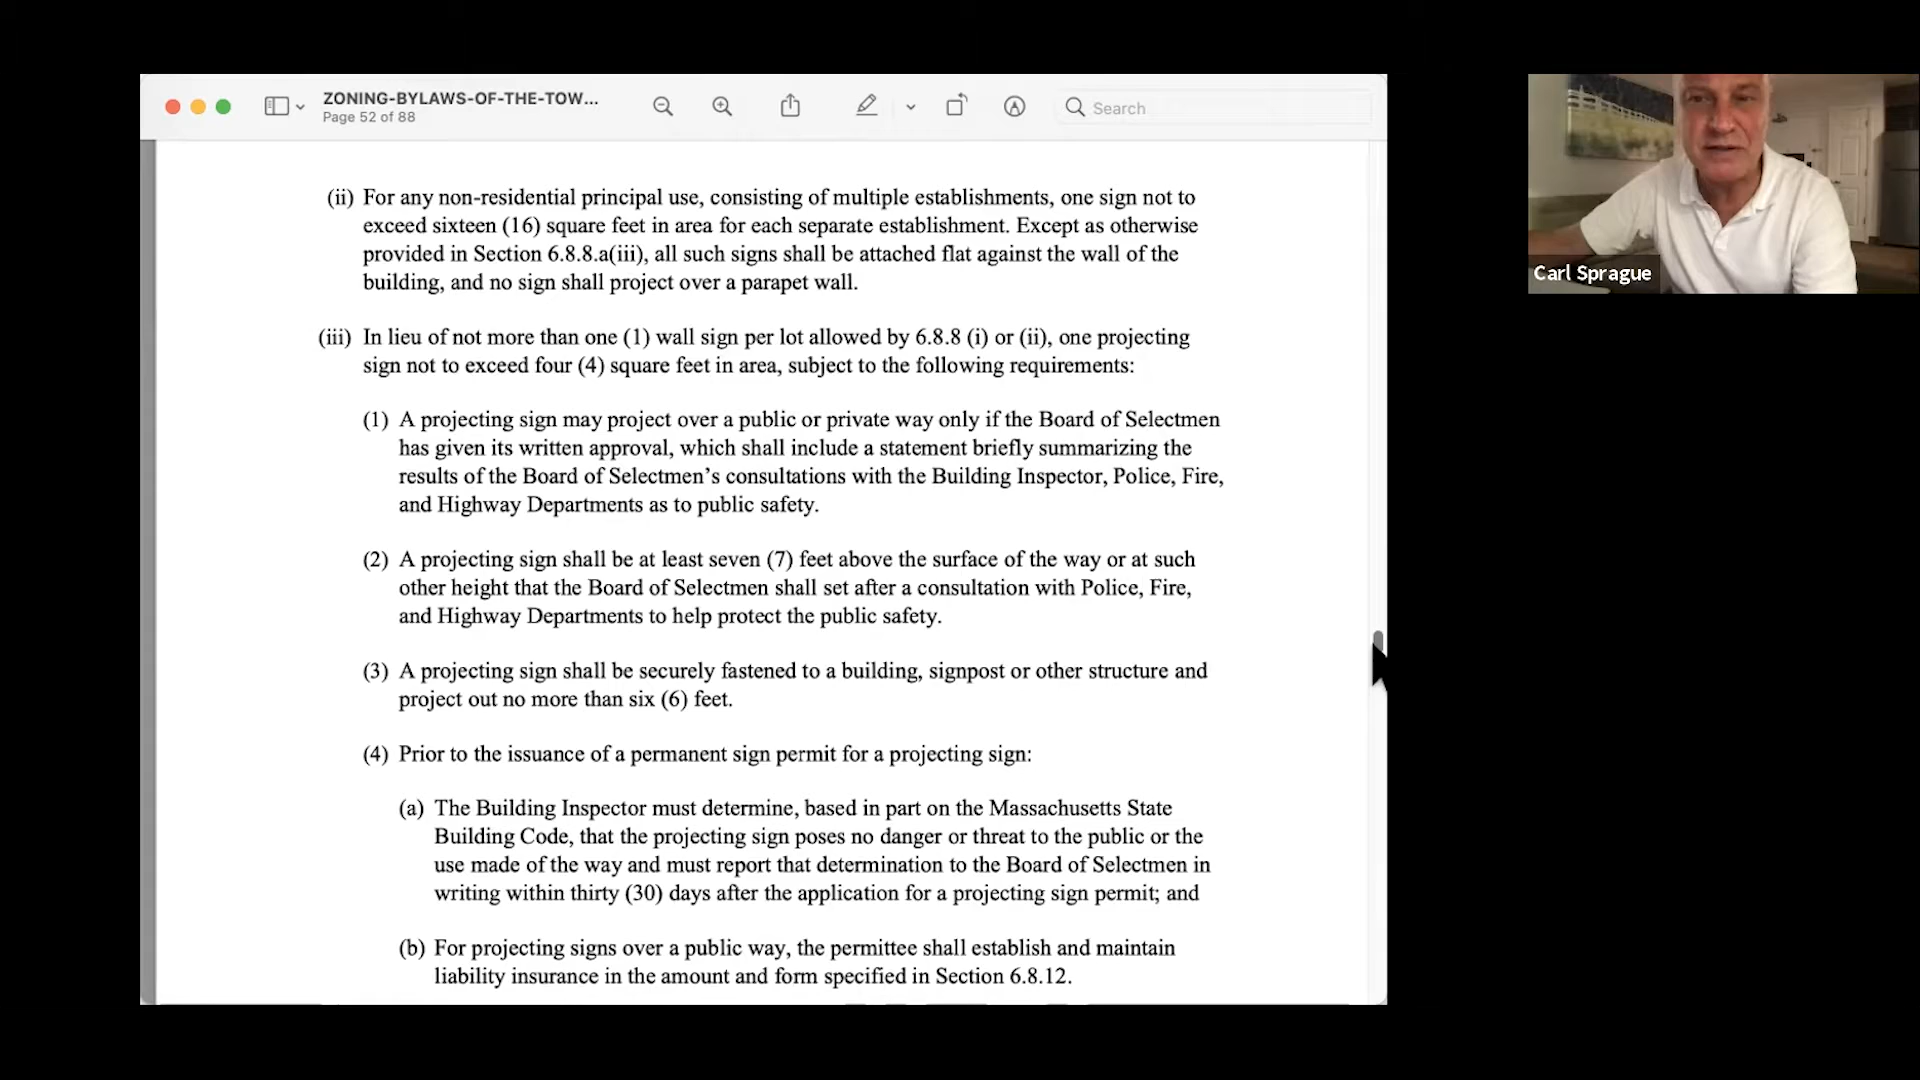 ZONING-BYLAWS-OF-THE-TOW...
Page 52 of 88
Search
(ii) For any non-residential principal use, consisting of multiple establishments, one sign not to
exceed sixteen (16) square feet in area for each separate establishment. Except as otherwise
provided in Section 6.8.8.a(iii), all such signs shall be attached flat against the wall of the
building, and no sign shall project over a parapet wall.
(iii) In lieu of not more than one (1) wall sign per lot allowed by 6.8.8 (i) or (ii), one projecting
sign not to exceed four (4) square feet in area, subject to the following requirements:
(1) A projecting sign may project over a public or private way only if the Board of Selectmen
has given its written approval, which shall include a statement briefly summarizing the
results of the Board of Selectmen’s consultations with the Building Inspector, Police, Fire,
and Highway Departments as to public safety.
(2) A projecting sign shall be at least seven (7) feet above the surface of the way or at such
other height that the Board of Selectmen shall set after a consultation with Police, Fire,
and Highway Departments to help protect the public safety.
(3) A projecting sign shall be securely fastened to a building, signpost or other structure and
project out no more than six (6) feet.
(4) Prior to the issuance of a permanent sign permit for a projecting sign:
(a) The Building Inspector must determine, based in part on the Massachusetts State
Building Code, that the projecting sign poses no danger or threat to the public or the
use made of the way and must report that determination to the Board of Selectmen in
writing within thirty (30) days after the application for a projecting sign permit; and
(b) For projecting signs over a public way, the permittee shall establish and maintain
liability insurance in the amount and form specified in Section 6.8.12.
Carl Sprague